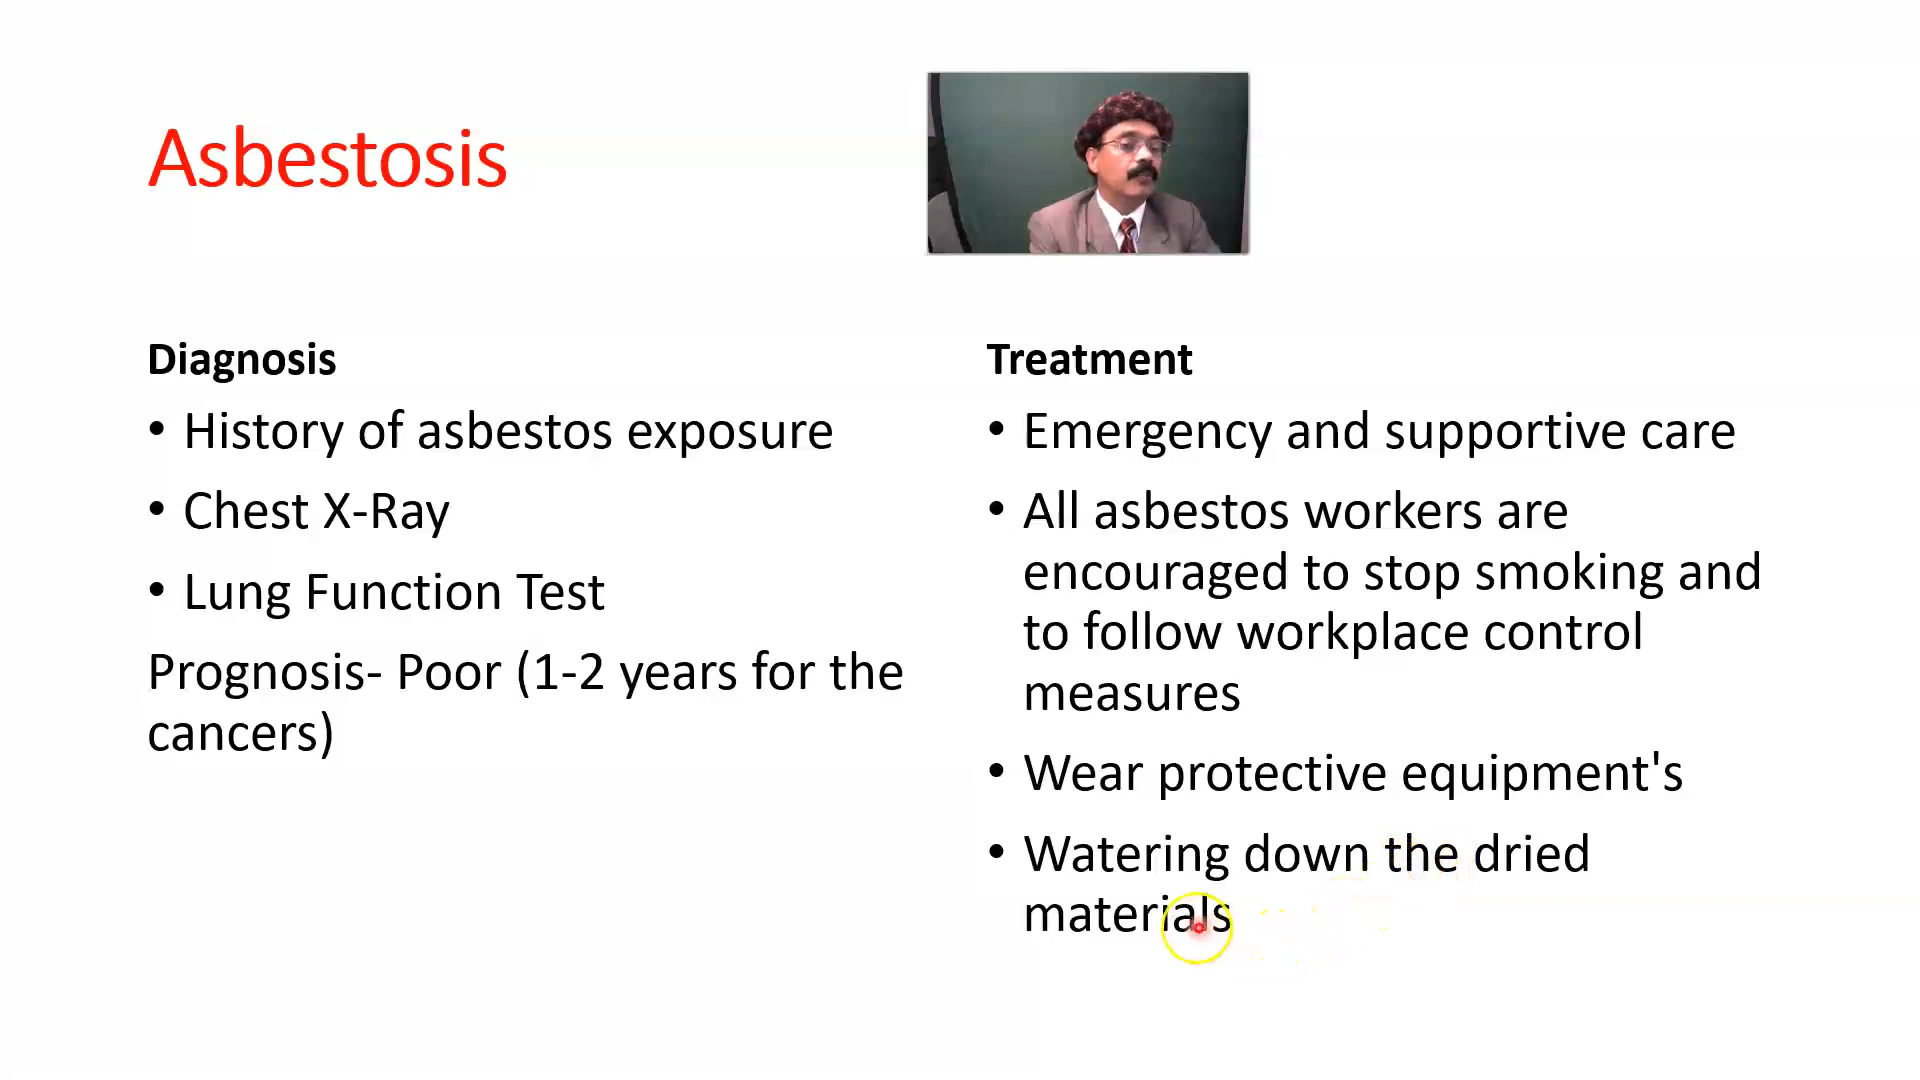 Asbestosis
Diagnosis
• History of asbestos exposure
• Chest X-Ray
• Lung Function Test
Prognosis- Poor (1-2 years for the
cancers)
Treatment
• Emergency and supportive care
• All asbestos workers are
encouraged to stop smoking and
to follow workplace control
measures
• Wear protective equipment's
• Watering down the dried
materials